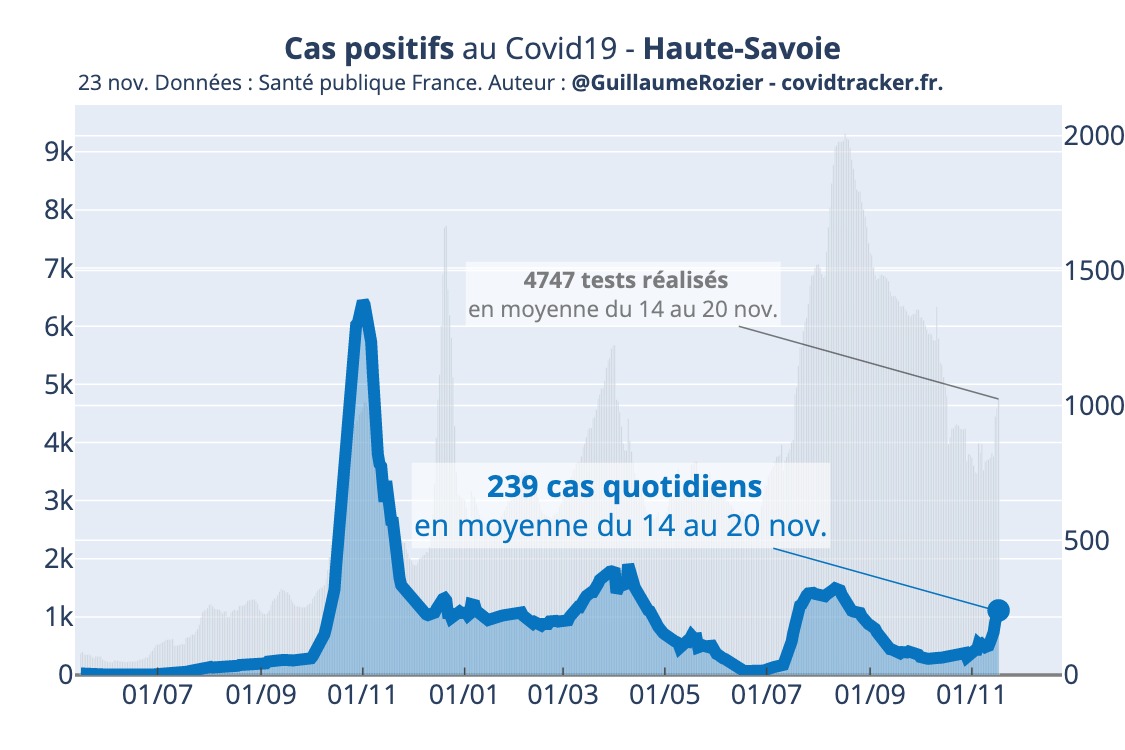 Cas positifs au Covid19 - Haute-Savoie
23 nov. Données : Santé publique France. Auteur : @GuillaumeRozier - covidtracker.fr.
9k
8k
7k
6k
5k
4k
3k
2k
1k
0
2000
1500
1000
500
0
4747 tests réalisés
en moyenne du 14 au 20 nov.
239 cas quotidiens
en moyenne du 14 au 20 nov.
01/07 01/09 01/11 01/01 01/03 01/05 01/07 01/09 01/11